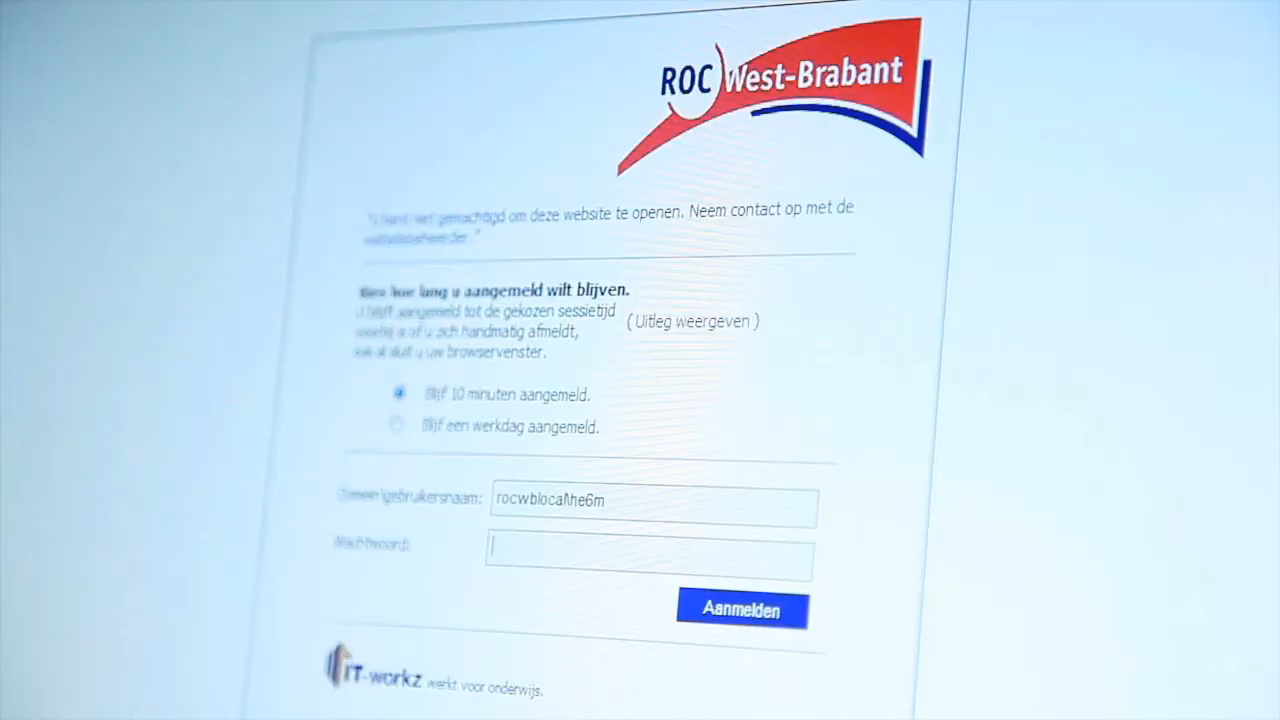 ROC West-Brabant
"U bent niet gemachtigd om deze website te openen. Neem contact op met de
websitebeheerder."
Kies hoe lang u aangemeld wilt blijven.
U blijft aangemeld tot de gekozen sessietijd
voorbij is of u zich handmatig afmeldt,
ook al sluit u uw browservenster.
( Uitleg weergeven )
Blijf 10 minuten aangemeld.
Blijf een werkdag aangemeld.
Domein\gebruikersnaam:
rocwblocal\he6m
Wachtwoord:
Aanmelden
IT-workz werkt voor onderwijs.